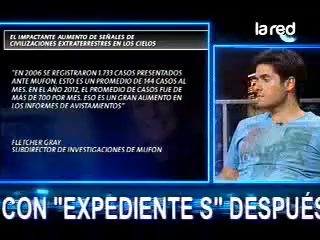 la red
EL IMPACTANTE AUMENTO DE SEÑALES DE
CIVILIZACIONES EXTRATERRESTRES EN LOS CIELOS
"EN 2006 SE REGISTRARON 1.733 CASOS PRESENTADOS
ANTE MUFON, ESTO ES UN PROMEDIO DE 144 CASOS AL
MES. EN EL AÑO 2012, EL PROMEDIO DE CASOS FUE DE
MAS DE 700 POR MES. ESO ES UN GRAN AUMENTO EN
LOS INFORMES DE AVISTAMIENTOS"
FLETCHER GRAY
SUBDIRECTOR DE INVESTIGACIONES DE MUFON
CON "EXPEDIENTE S" DESPUÉS